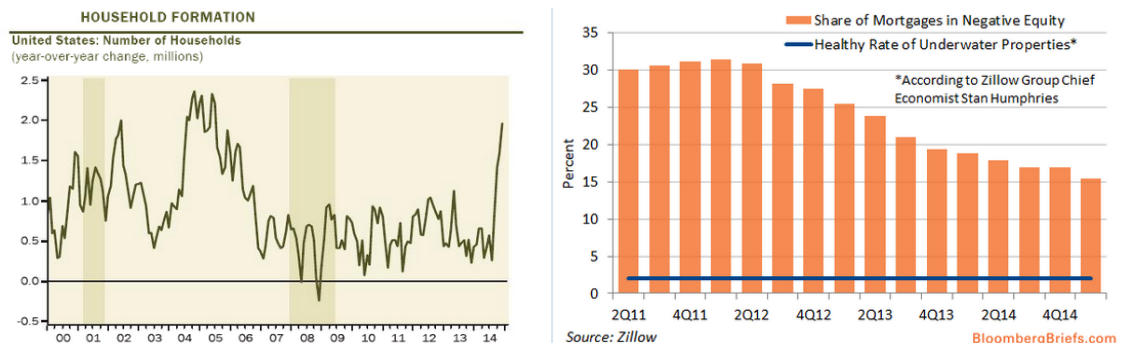 HOUSEHOLD FORMATION
United States: Number of Households
(year-over-year change, millions)
2.5
2.0
1.5
1.0
0.5
0.0
-0.5
00 01 02 03 04 05 06 07 08 09 10 11 12 13 14
Share of Mortgages in Negative Equity
Healthy Rate of Underwater Properties*
*According to Zillow Group Chief
Economist Stan Humphries
Percent
35
30
25
20
15
10
5
0
2Q11 4Q11 2Q12 4Q12 2Q13 4Q13 2Q14 4Q14
Source: Zillow
BloombergBriefs.com